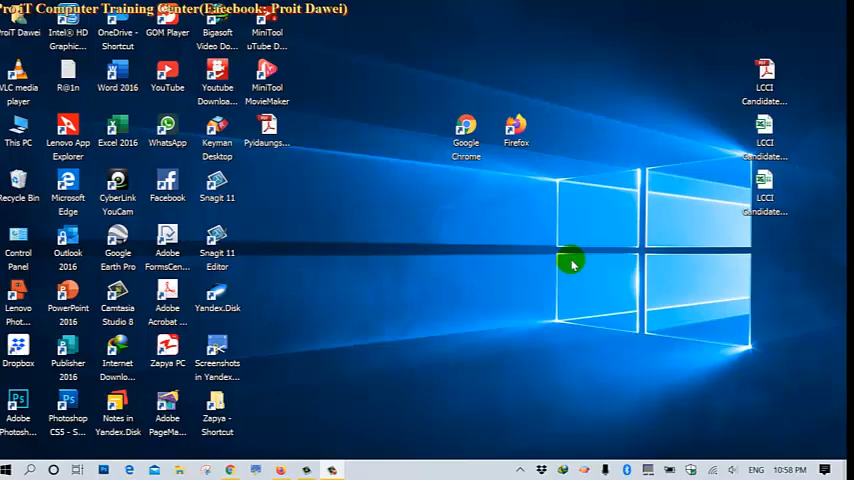 ProiT Computer Training Center(Facebook: Proit Dawei)
ProiT Dawei
Intel® HD Graphic...
OneDrive - Shortcut
GOM Player
Bigasoft Video Do...
MiniTool uTube D...
VLC media player
R@1n
Word 2016
YouTube
Youtube Downloa...
MiniTool MovieMaker
LCCI Candidate...
This PC
Lenovo App Explorer
Excel 2016
WhatsApp
Keyman Desktop
Pyidaungs...
Google Chrome
Firefox
LCCI Candidate...
Recycle Bin
Microsoft Edge
CyberLink YouCam
Facebook
Snagit 11
LCCI Candidate...
Control Panel
Outlook 2016
Google Earth Pro
Adobe FormsCen...
Snagit 11 Editor
Lenovo Phot...
PowerPoint 2016
Camtasia Studio 8
Adobe Acrobat ...
Yandex.Disk
Dropbox
Publisher 2016
Internet Downlo...
Zapya PC
Screenshots in Yandex...
Adobe Photosh...
Photoshop CS5 - S...
Notes in Yandex.Disk
Adobe PageMa...
Zapya - Shortcut
ENG
10:58 PM